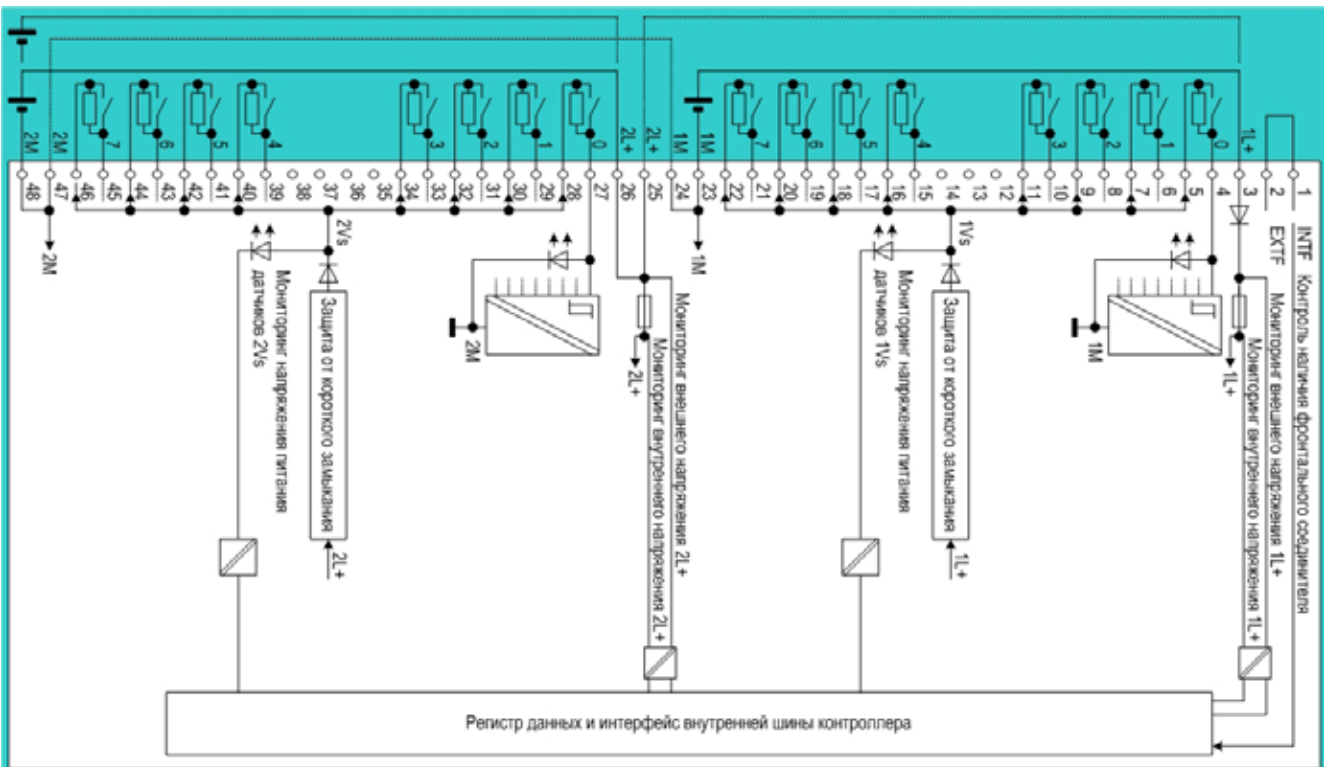 1 INTF Контроль наличия фронтального соединителя
2 EXTF Мониторинг внешнего напряжения 1L+
Мониторинг внутреннего напряжения 1L+
1L+
3
1L+
4
0
5
6
1
7
8
2
9
10
3
11
12
13
14
1Vs
Защита от короткого замыкания
1L+
Мониторинг напряжения питания
датчиков 1Vs
1M
15
4
16
17
5
18
19
6
20
21
7
22
23
1M
24
1M
1M
25
2L+
26
2L+
Мониторинг внешнего напряжения 2L+
Мониторинг внутреннего напряжения 2L+
2L+
27
0
28
29
1
30
31
2
32
33
3
34
35
36
37
38
2Vs
Защита от короткого замыкания
2L+
Мониторинг напряжения питания
датчиков 2Vs
2M
39
4
40
41
5
42
43
6
44
45
7
46
47
2M
48
2M
2M
Регистр данных и интерфейс внутренней шины контроллера